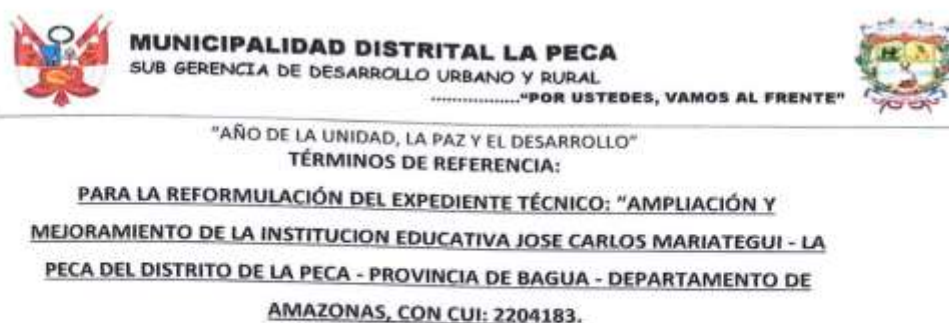 MUNICIPALIDAD DISTRITAL LA PECA
SUB GERENCIA DE DESARROLLO URBANO Y RURAL
.................."POR USTEDES, VAMOS AL FRENTE"
"AÑO DE LA UNIDAD, LA PAZ Y EL DESARROLLO"
TÉRMINOS DE REFERENCIA:
PARA LA REFORMULACIÓN DEL EXPEDIENTE TÉCNICO: "AMPLIACIÓN Y
MEJORAMIENTO DE LA INSTITUCION EDUCATIVA JOSE CARLOS MARIATEGUI - LA
PECA DEL DISTRITO DE LA PECA - PROVINCIA DE BAGUA - DEPARTAMENTO DE
AMAZONAS, CON CUI: 2204183.